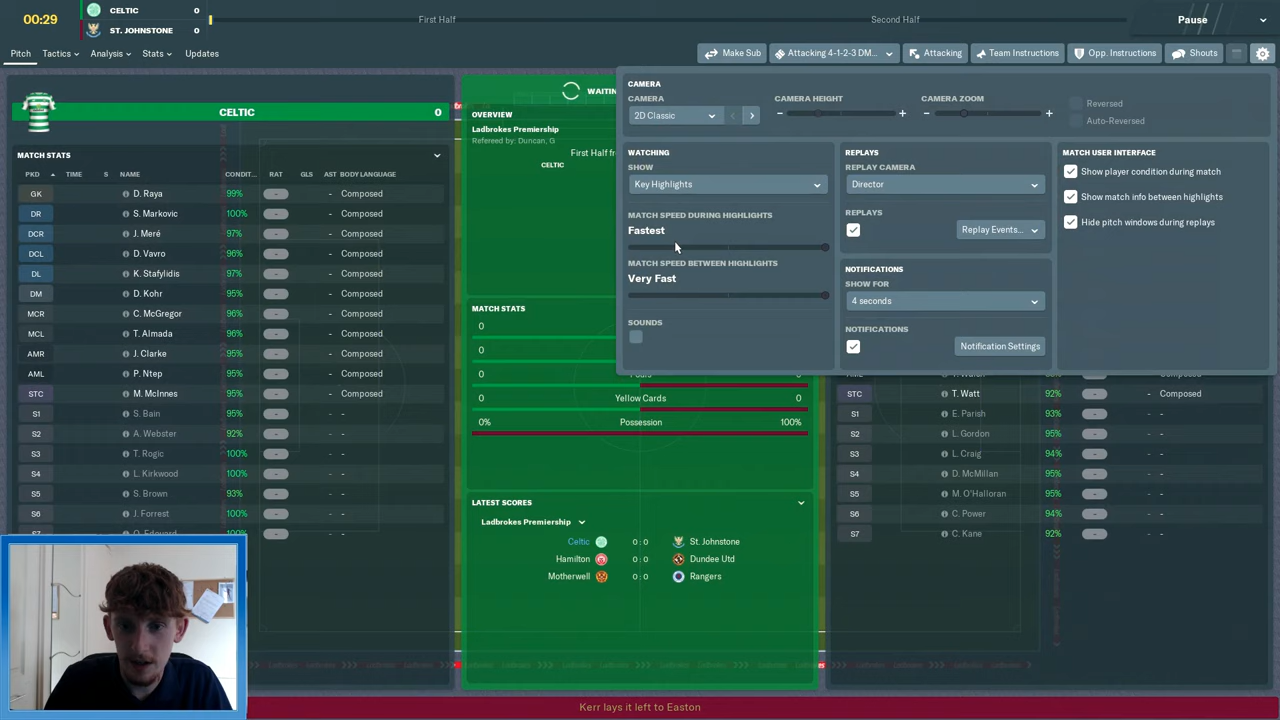 00:29
CELTIC 0
ST. JOHNSTONE 0
First Half
Second Half
Pause
Pitch
Tactics
Analysis
Stats
Updates
Make Sub
Attacking 4-1-2-3 DM...
Attacking
Team Instructions
Opp. Instructions
Shouts
CELTIC 0
MATCH STATS
PKD TIME S NAME CONDIT... RAT GLS AST BODY LANGUAGE
GK D. Raya 99% - Composed
DR S. Markovic 100% - Composed
DCR J. Meré 97% - Composed
DCL D. Vavro 96% - Composed
DL K. Stafylidis 97% - Composed
DM D. Kohr 95% - Composed
MCR C. McGregor 96% - Composed
MCL T. Almada 96% - Composed
AMR J. Clarke 95% - Composed
AML P. Ntep 95% - Composed
STC M. McInnes 95% - Composed
S1 S. Bain 95% - -
S2 A. Webster 92% - -
S3 T. Rogic 100% - -
S4 L. Kirkwood 100% - -
S5 S. Brown 93% - -
S6 J. Forrest 100% - -
WAITIN
OVERVIEW
Ladbrokes Premiership
Refereed by: Duncan, G
First Half f
CELTIC
MATCH STATS
0
0
0 0
0 Yellow Cards 0
0% Possession 100%
LATEST SCORES
Ladbrokes Premiership
Celtic 0 : 0 St. Johnstone
Hamilton 0 : 0 Dundee Utd
Motherwell 0 : 0 Rangers
CAMERA
CAMERA
2D Classic
CAMERA HEIGHT
CAMERA ZOOM
Reversed
Auto-Reversed
WATCHING
SHOW
Key Highlights
MATCH SPEED DURING HIGHLIGHTS
Fastest
MATCH SPEED BETWEEN HIGHLIGHTS
Very Fast
SOUNDS
REPLAYS
REPLAY CAMERA
Director
REPLAYS
Replay Events...
NOTIFICATIONS
SHOW FOR
4 seconds
NOTIFICATIONS
Notification Settings
MATCH USER INTERFACE
Show player condition during match
Show match info between highlights
Hide pitch windows during replays
STC T. Watt 92% - - Composed
S1 E. Parish 93% - - -
S2 L. Gordon 95% - - -
S3 L. Craig 94% - - -
S4 D. McMillan 95% - - -
S5 M. O'Halloran 95% - - -
S6 C. Power 94% - - -
S7 C. Kane 92% - - -
Kerr lays it left to Easton